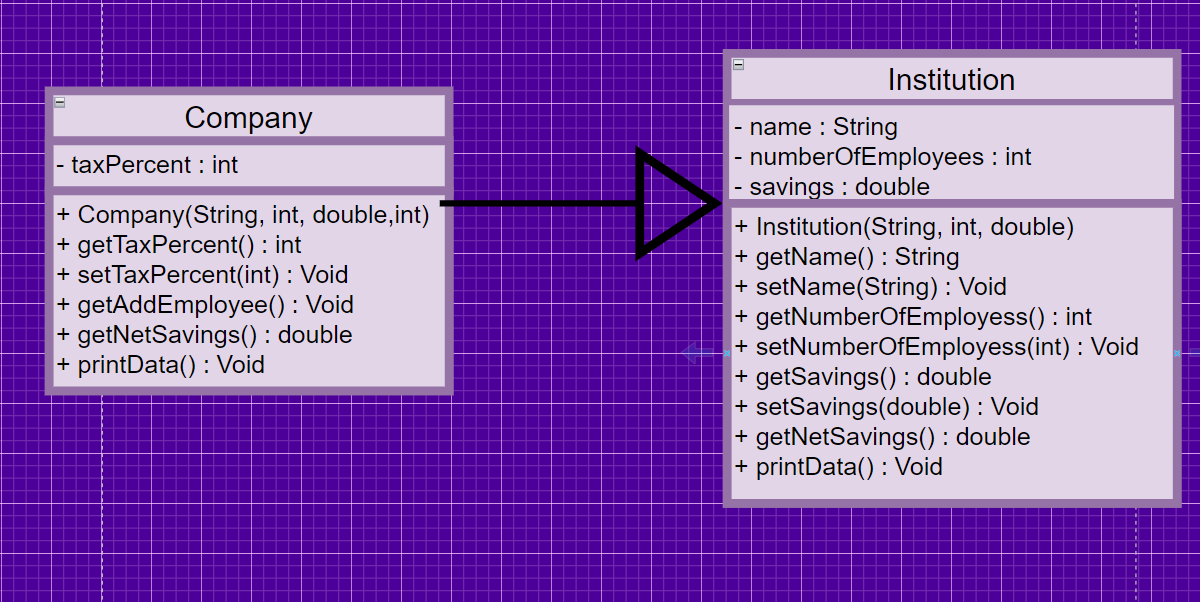 Company
- taxPercent : int
+ Company(String, int, double,int)
+ getTaxPercent() : int
+ setTaxPercent(int) : Void
+ getAddEmployee() : Void
+ getNetSavings() : double
+ printData() : Void
Institution
- name : String
- numberOfEmployees : int
- savings : double
+ Institution(String, int, double)
+ getName() : String
+ setName(String) : Void
+ getNumberOfEmployess() : int
+ setNumberOfEmployess(int) : Void
+ getSavings() : double
+ setSavings(double) : Void
+ getNetSavings() : double
+ printData() : Void